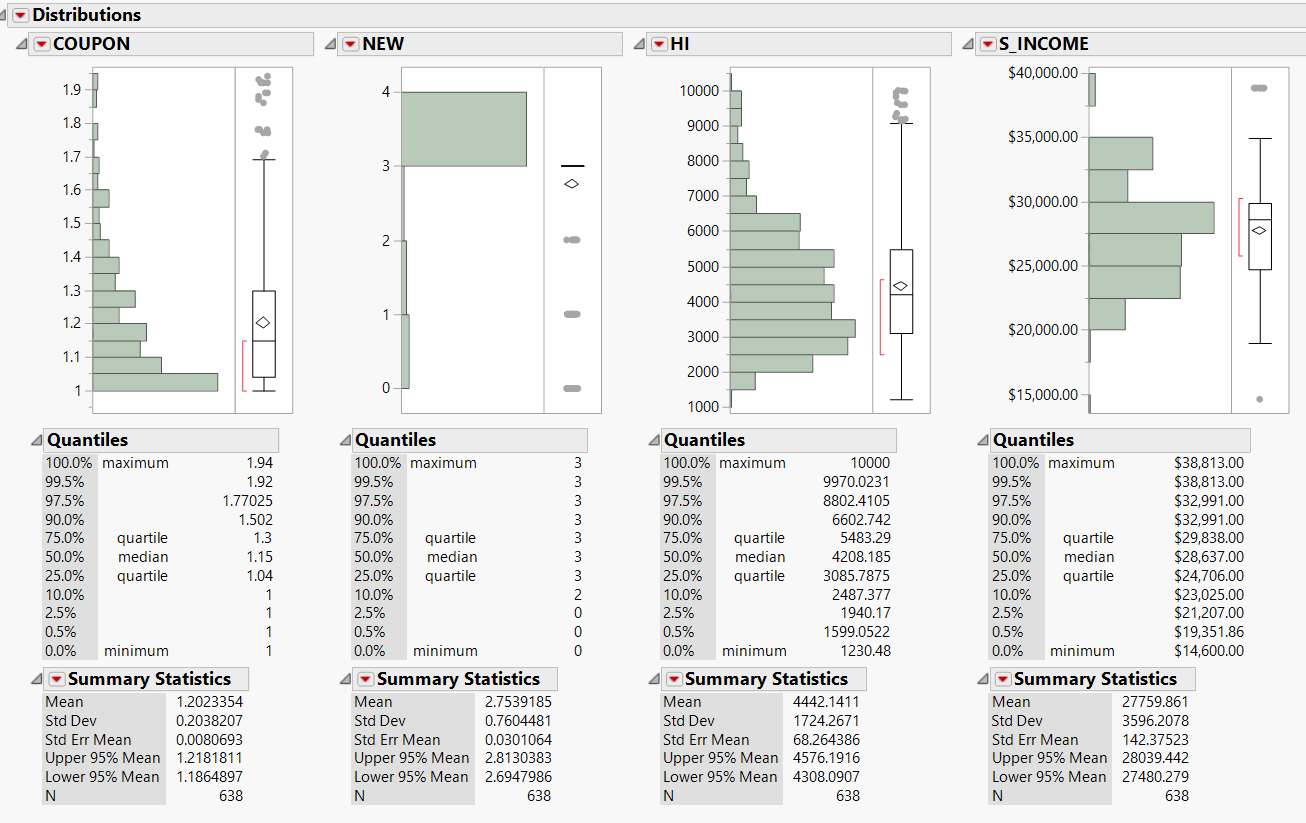 Distributions
COUPON
1.9
1.8
1.7
1.6
1.5
1.4
1.3
1.2
1.1
1
Quantiles
100.0% maximum 1.94
99.5% 1.92
97.5% 1.77025
90.0% 1.502
75.0% quartile 1.3
50.0% median 1.15
25.0% quartile 1.04
10.0% 1
2.5% 1
0.5% 1
0.0% minimum 1
Summary Statistics
Mean 1.2023354
Std Dev 0.2038207
Std Err Mean 0.0080693
Upper 95% Mean 1.2181811
Lower 95% Mean 1.1864897
N 638
NEW
4
3
2
1
0
Quantiles
100.0% maximum 3
99.5% 3
97.5% 3
90.0% 3
75.0% quartile 3
50.0% median 3
25.0% quartile 3
10.0% 2
2.5% 0
0.5% 0
0.0% minimum 0
Summary Statistics
Mean 2.7539185
Std Dev 0.7604481
Std Err Mean 0.0301064
Upper 95% Mean 2.8130383
Lower 95% Mean 2.6947986
N 638
HI
10000
9000
8000
7000
6000
5000
4000
3000
2000
1000
Quantiles
100.0% maximum 10000
99.5% 9970.0231
97.5% 8802.4105
90.0% 6602.742
75.0% quartile 5483.29
50.0% median 4208.185
25.0% quartile 3085.7875
10.0% 2487.377
2.5% 1940.17
0.5% 1599.0522
0.0% minimum 1230.48
Summary Statistics
Mean 4442.1411
Std Dev 1724.2671
Std Err Mean 68.264386
Upper 95% Mean 4576.1916
Lower 95% Mean 4308.0907
N 638
S_INCOME
$40,000.00
$35,000.00
$30,000.00
$25,000.00
$20,000.00
$15,000.00
Quantiles
100.0% maximum $38,813.00
99.5% $38,813.00
97.5% $32,991.00
90.0% $32,991.00
75.0% quartile $29,838.00
50.0% median $28,637.00
25.0% quartile $24,706.00
10.0% $23,025.00
2.5% $21,207.00
0.5% $19,351.86
0.0% minimum $14,600.00
Summary Statistics
Mean 27759.861
Std Dev 3596.2078
Std Err Mean 142.37523
Upper 95% Mean 28039.442
Lower 95% Mean 27480.279
N 638